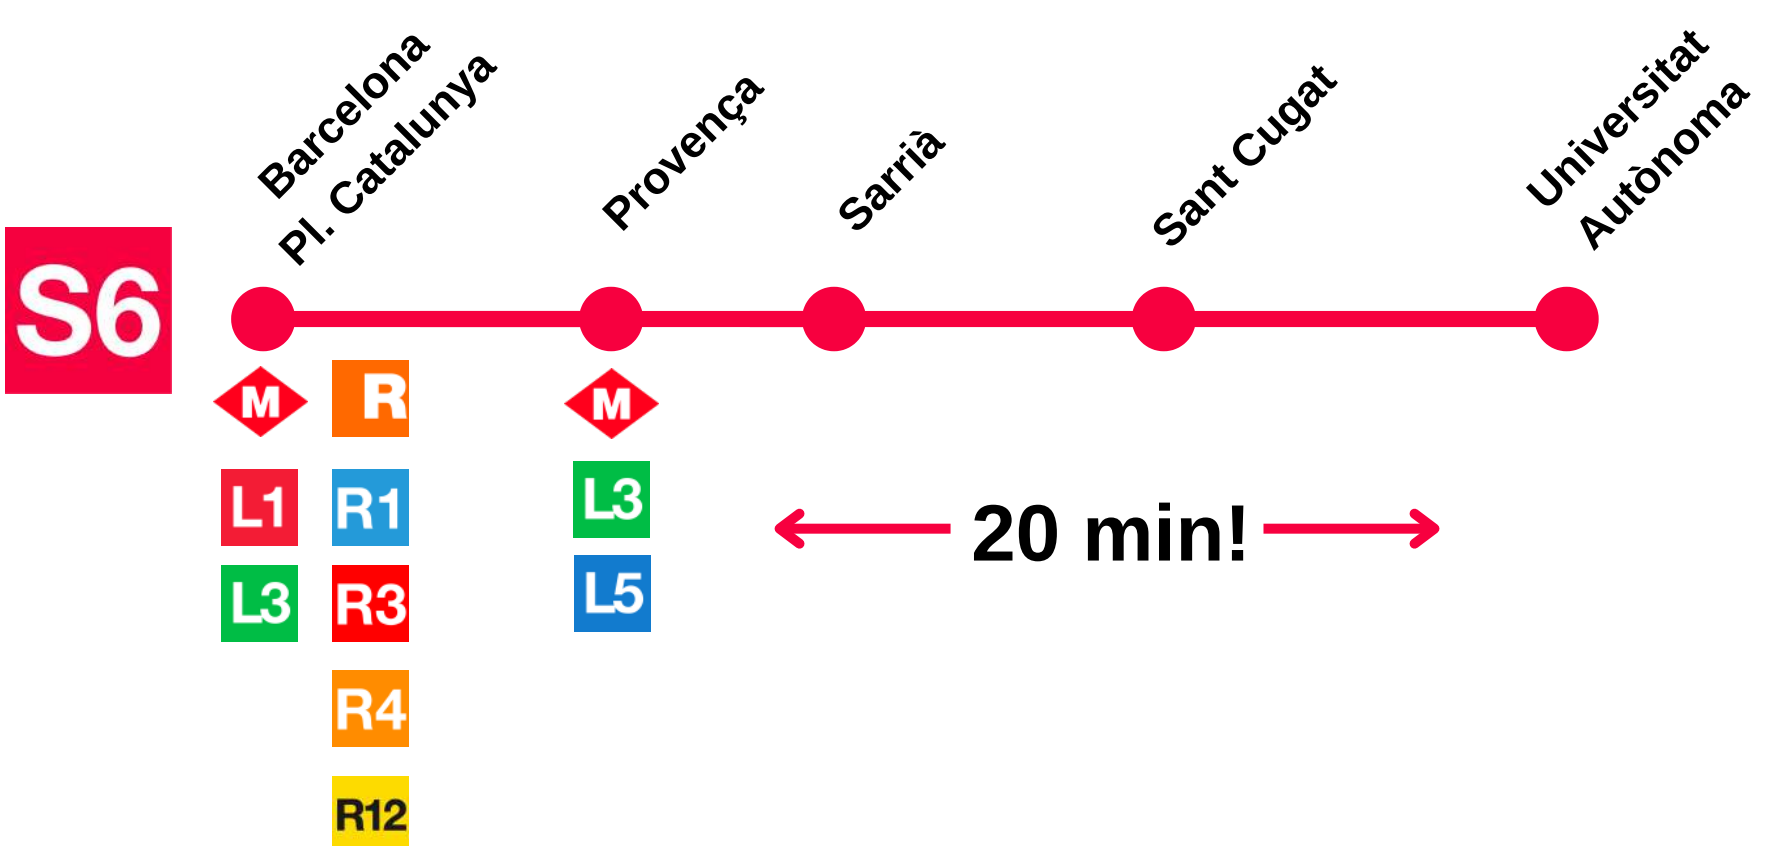 Barcelona
Pl. Catalunya
Provença
Sarrià
Sant Cugat
Universitat
Autònoma
S6
M
R
M
L1
R1
L3
L3
R3
L5
20 min!
R4
R12